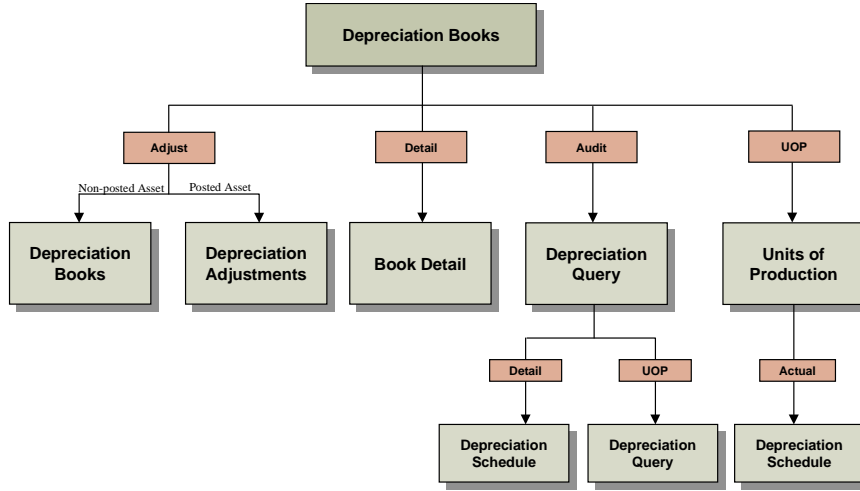 Depreciation Books
Adjust
Detail
Audit
UOP
Non-posted Asset
Posted Asset
Depreciation
Books
Depreciation
Adjustments
Book Detail
Depreciation
Query
Units of
Production
Detail
UOP
Actual
Depreciation
Schedule
Depreciation
Query
Depreciation
Schedule